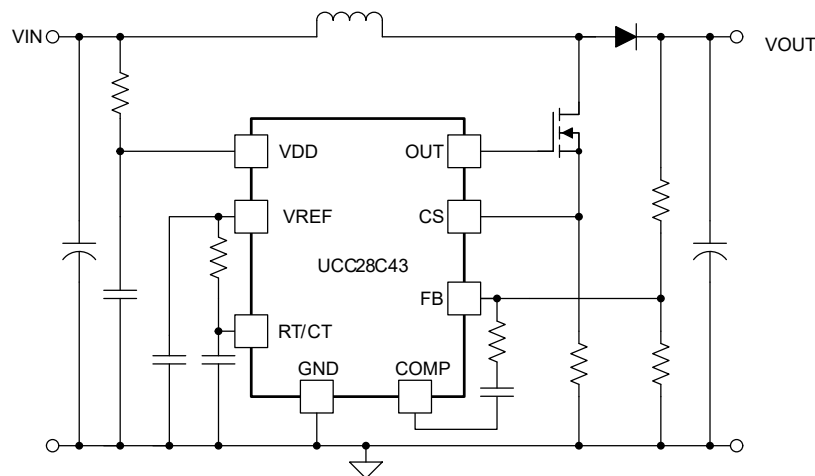 VIN
VOUT
VDD
OUT
VREF
CS
UCC28C43
FB
RT/CT
GND
COMP